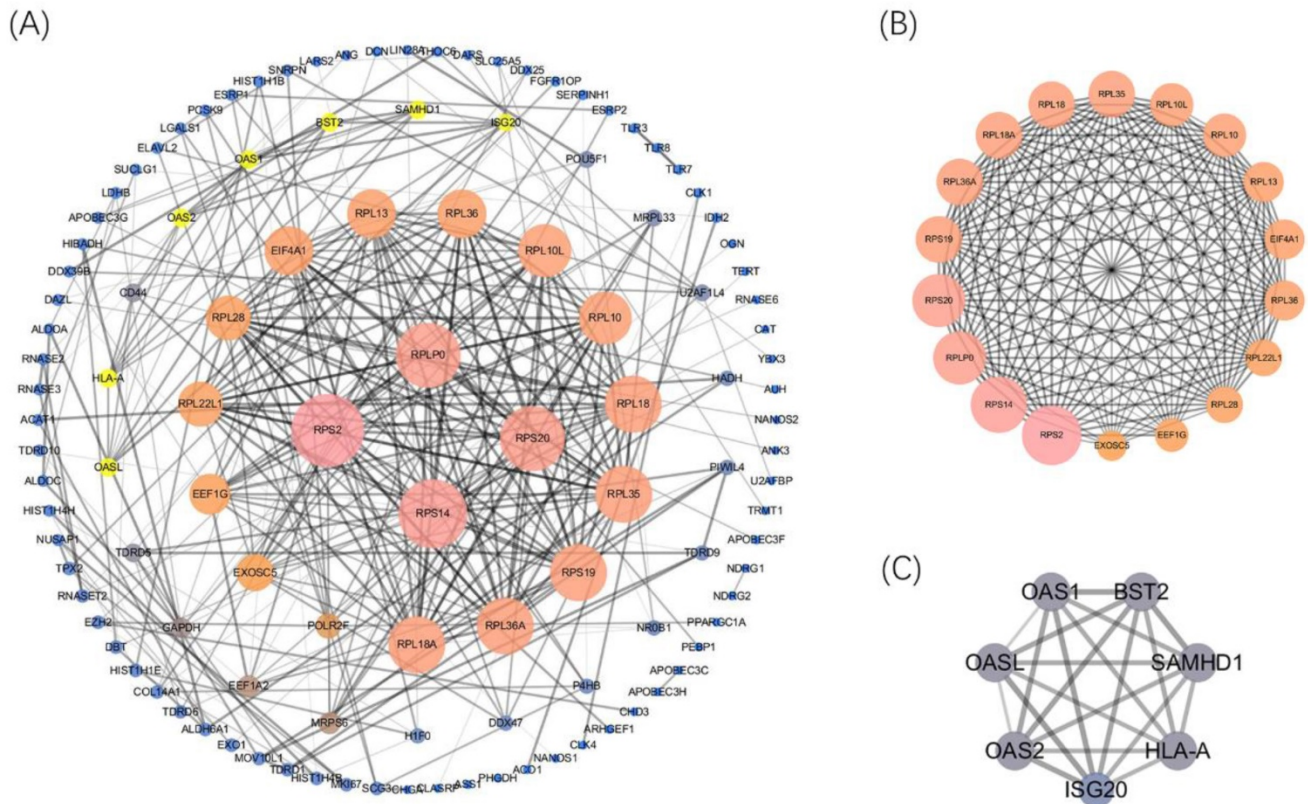 (A)
ANG
DCN
LIN28A
THOC6
DARS
SLC25A5
DDX25
FGFR1OP
SERPINH1
ESRP2
TLR3
TLR8
TLR7
CLK1
IDH2
OGN
TERT
RNASE6
CAT
YBX3
AUH
NANOS2
ANK3
U2AFBP
TRMT1
APOBEC3F
NDRG1
NDRG2
PPARGC1A
PEBP1
APOBEC3C
APOBEC3H
CHD3
ARHGEF1
CLK4
NANOS1
ACO1
PHGDH
ASS1
CLASRP
CHGA
SCG3
MKI67
HIST1H4B
TDRD1
MOV10L1
EXO1
ALDH6A1
TDRD6
COL14A1
HIST1H1E
DBT
EZH2
RNASET2
TPX2
NUSAP1
HIST1H4H
ALDOC
TDRD10
ACAT1
RNASE3
RNASE2
ALDOA
DAZL
DDX39B
HIBADH
APOBEC3G
LDHB
SUCLG1
ELAVL2
LGALS1
PCSK9
ESRP1
HIST1H1B
SNRPN
LARS2
BST2
SAMHD1
ISG20
OAS1
OAS2
HLA-A
OASL
CD44
POU5F1
MRPL33
U2AF1L4
HADH
PIWIL4
TDRD9
NR0B1
P4HB
DDX47
H1F0
MRPS6
EEF1A2
GAPDH
TDRD5
RPL13
RPL36
EIF4A1
RPL10L
RPL28
RPL10
RPLP0
RPL22L1
RPL18
RPS2
RPS20
EEF1G
RPL35
RPS14
EXOSC5
RPS19
POLR2F
RPL18A
RPL36A
(B)
RPL35
RPL18
RPL10L
RPL18A
RPL10
RPL36A
RPL13
RPS19
EIF4A1
RPS20
RPL36
RPLP0
RPL22L1
RPS14
RPL28
RPS2
EEF1G
EXOSC5
(C)
OAS1
BST2
OASL
SAMHD1
OAS2
HLA-A
ISG20